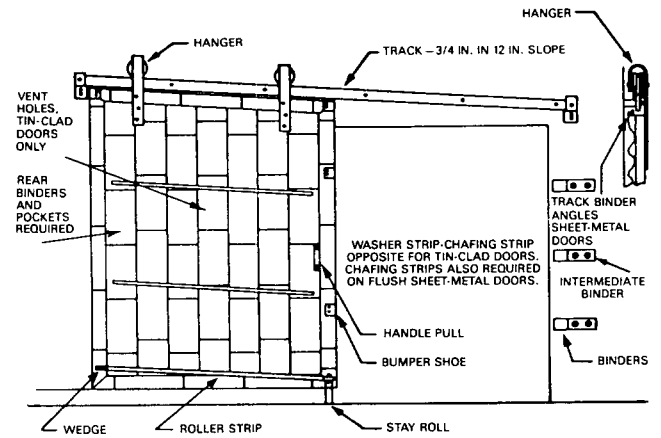 HANGER
HANGER
TRACK – 3/4 IN. IN 12 IN. SLOPE
VENT
HOLES,
TIN-CLAD
DOORS
ONLY
REAR
BINDERS
AND
POCKETS
REQUIRED
TRACK BINDER
ANGLES
SHEET-METAL
DOORS
WASHER STRIP-CHAFING STRIP
OPPOSITE FOR TIN-CLAD DOORS.
CHAFING STRIPS ALSO REQUIRED
ON FLUSH SHEET-METAL DOORS.
INTERMEDIATE
BINDER
HANDLE PULL
BUMPER SHOE
BINDERS
WEDGE
ROLLER STRIP
STAY ROLL